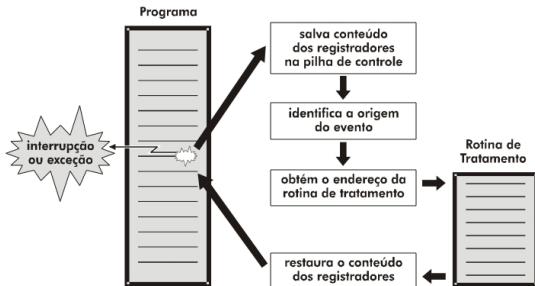 Programa
salva conteúdo
dos registradores
na pilha de controle
identifica a origem
do evento
interrupção
ou exceção
obtém o endereço da
rotina de tratamento
Rotina de
Tratamento
restaura o conteúdo
dos registradores